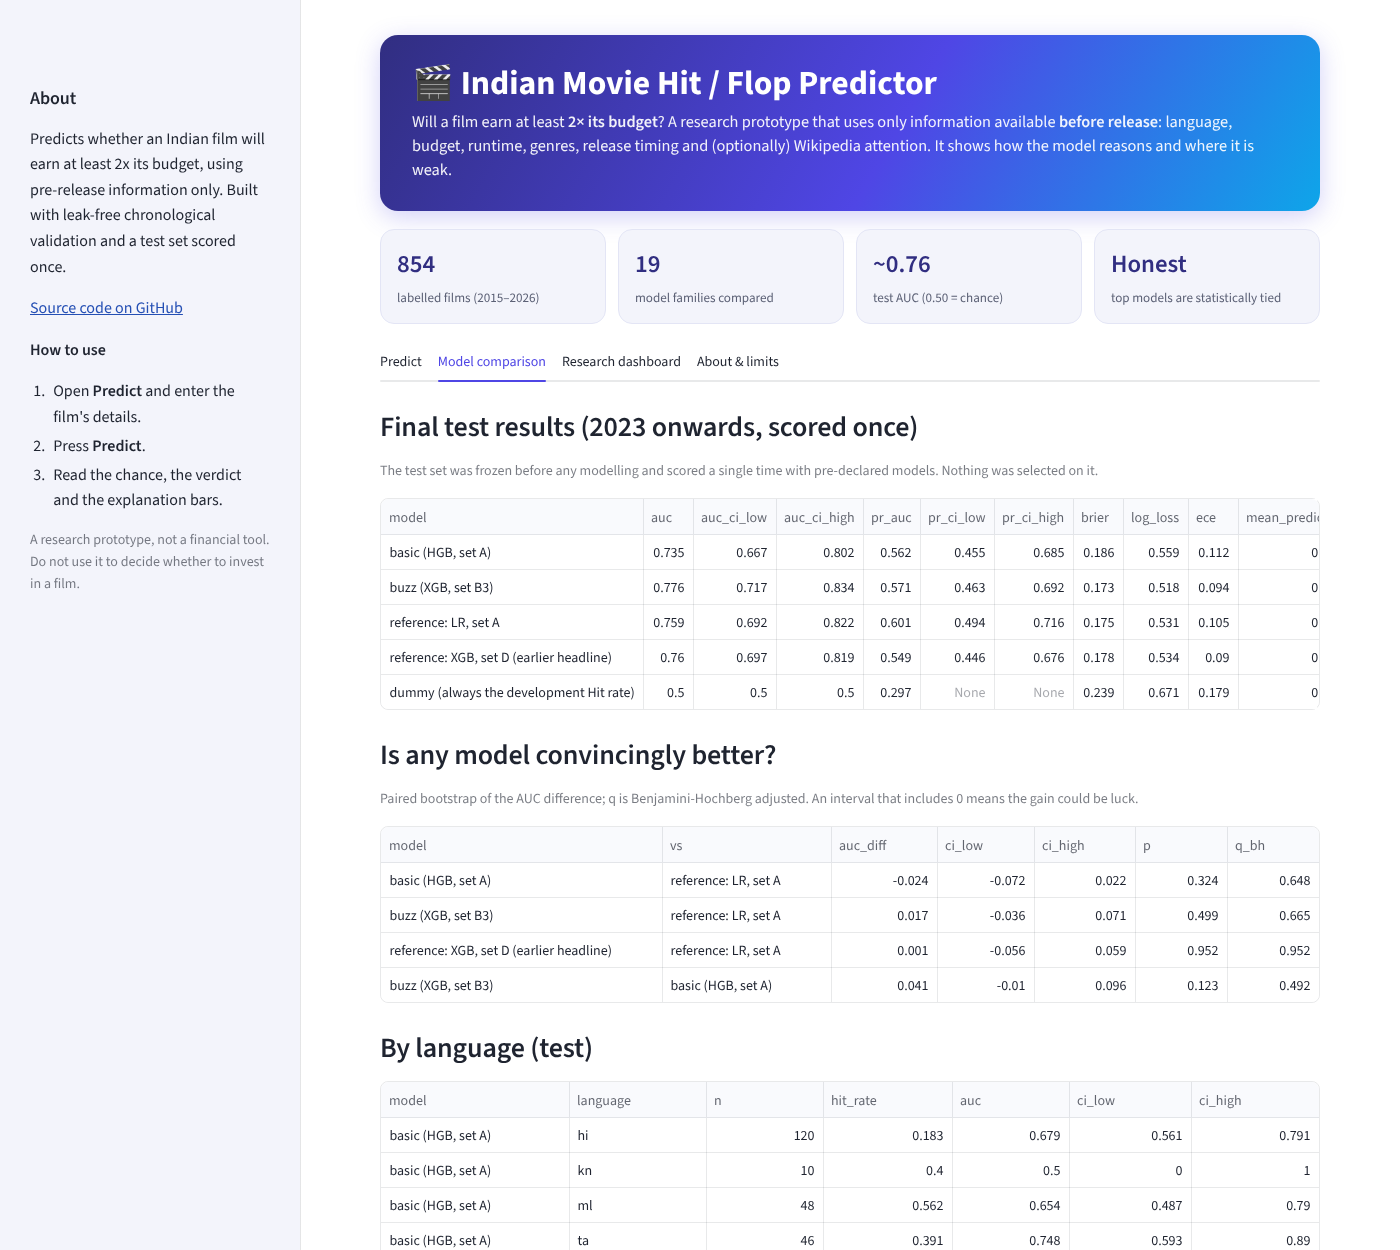 About
Predicts whether an Indian film will
earn at least 2x its budget, using
pre-release information only. Built
with leak-free chronological
validation and a test set scored
once.
Source code on GitHub
How to use
1. Open Predict and enter the
film's details.
2. Press Predict.
3. Read the chance, the verdict
and the explanation bars.
A research prototype, not a financial tool.
Do not use it to decide whether to invest
in a film.
🎬 Indian Movie Hit / Flop Predictor
Will a film earn at least 2× its budget? A research prototype that uses only information available before release: language,
budget, runtime, genres, release timing and (optionally) Wikipedia attention. It shows how the model reasons and where it is
weak.
854
labelled films (2015–2026)
19
model families compared
~0.76
test AUC (0.50 = chance)
Honest
top models are statistically tied
Predict Model comparison Research dashboard About & limits
Final test results (2023 onwards, scored once)
The test set was frozen before any modelling and scored a single time with pre-declared models. Nothing was selected on it.
model auc auc_ci_low auc_ci_high pr_auc pr_ci_low pr_ci_high brier log_loss ece mean_predic
basic (HGB, set A) 0.735 0.667 0.802 0.562 0.455 0.685 0.186 0.559 0.112 0
buzz (XGB, set B3) 0.776 0.717 0.834 0.571 0.463 0.692 0.173 0.518 0.094 0
reference: LR, set A 0.759 0.692 0.822 0.601 0.494 0.716 0.175 0.531 0.105 0
reference: XGB, set D (earlier headline) 0.76 0.697 0.819 0.549 0.446 0.676 0.178 0.534 0.09 0
dummy (always the development Hit rate) 0.5 0.5 0.5 0.297 None None 0.239 0.671 0.179 0
Is any model convincingly better?
Paired bootstrap of the AUC difference; q is Benjamini-Hochberg adjusted. An interval that includes 0 means the gain could be luck.
model vs auc_diff ci_low ci_high p q_bh
basic (HGB, set A) reference: LR, set A -0.024 -0.072 0.022 0.324 0.648
buzz (XGB, set B3) reference: LR, set A 0.017 -0.036 0.071 0.499 0.665
reference: XGB, set D (earlier headline) reference: LR, set A 0.001 -0.056 0.059 0.952 0.952
buzz (XGB, set B3) basic (HGB, set A) 0.041 -0.01 0.096 0.123 0.492
By language (test)
model language n hit_rate auc ci_low ci_high
basic (HGB, set A) hi 120 0.183 0.679 0.561 0.791
basic (HGB, set A) kn 10 0.4 0.5 0 1
basic (HGB, set A) ml 48 0.562 0.654 0.487 0.79
basic (HGB, set A) ta 46 0.391 0.748 0.593 0.89